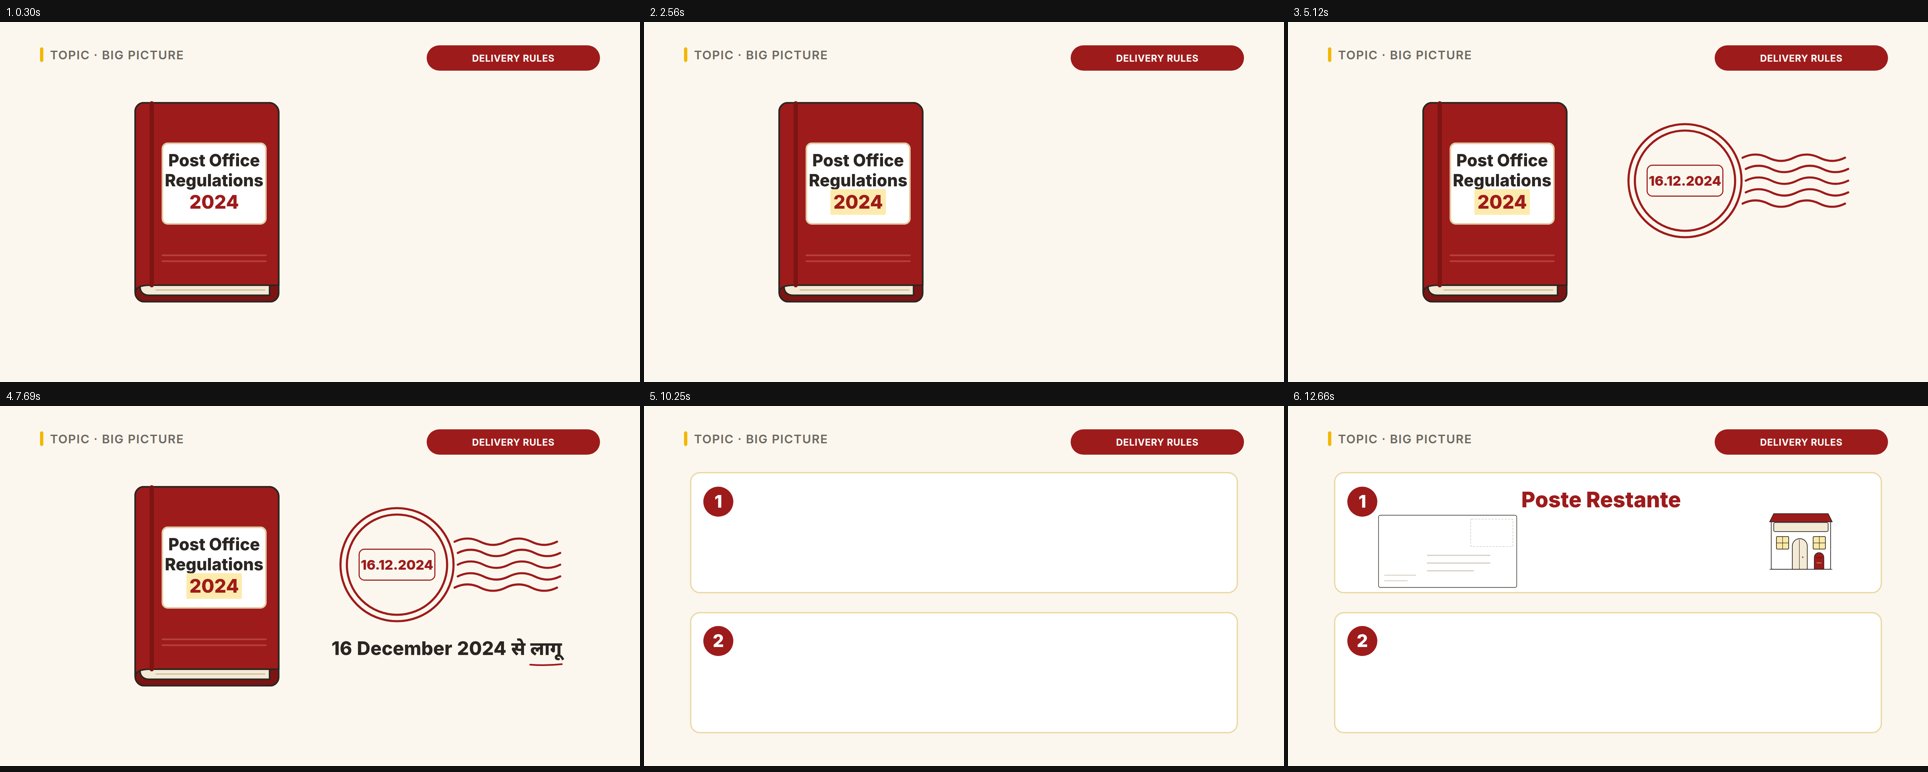 1. 0.30s
TOPIC · BIG PICTURE
DELIVERY RULES
Post Office
Regulations
2024
2. 2.56s
TOPIC · BIG PICTURE
DELIVERY RULES
Post Office
Regulations
2024
3. 5.12s
TOPIC · BIG PICTURE
DELIVERY RULES
Post Office
Regulations
2024
16.12.2024
4. 7.69s
TOPIC · BIG PICTURE
DELIVERY RULES
Post Office
Regulations
2024
16.12.2024
16 December 2024 से लागू
5. 10.25s
TOPIC · BIG PICTURE
DELIVERY RULES
1
2
6. 12.66s
TOPIC · BIG PICTURE
DELIVERY RULES
1
Poste Restante
2